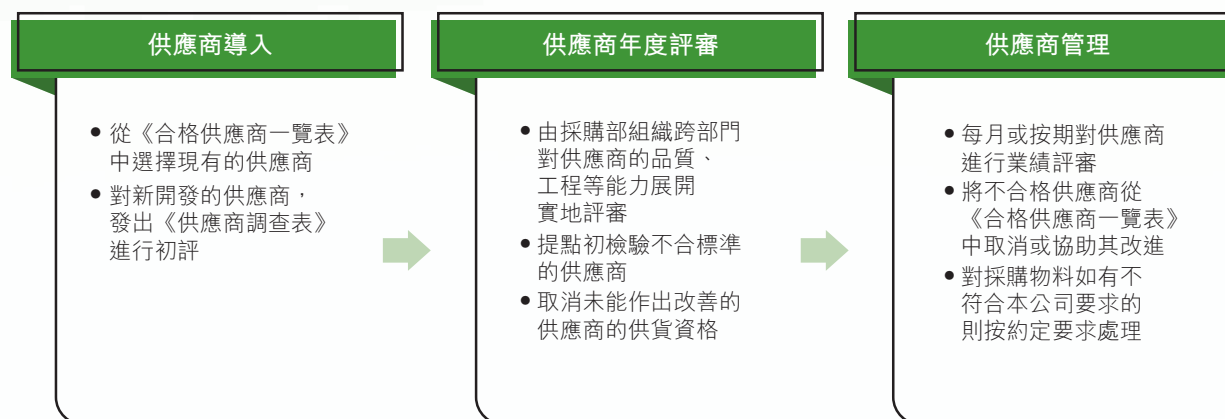 供應商導入
• 從《合格供應商一覽表》
中選擇現有的供應商
• 對新開發的供應商，
發出《供應商調查表》
進行初評
供應商年度評審
• 由採購部組織跨部門
對供應商的品質、
工程等能力展開
實地評審
• 提點初檢驗不合標準
的供應商
• 取消未能作出改善的
供應商的供貨資格
供應商管理
• 每月或按期對供應商
進行業績評審
• 將不合格供應商從
《合格供應商一覽表》
中取消或協助其改進
• 對採購物料如有不
符合本公司要求的
則按約定要求處理